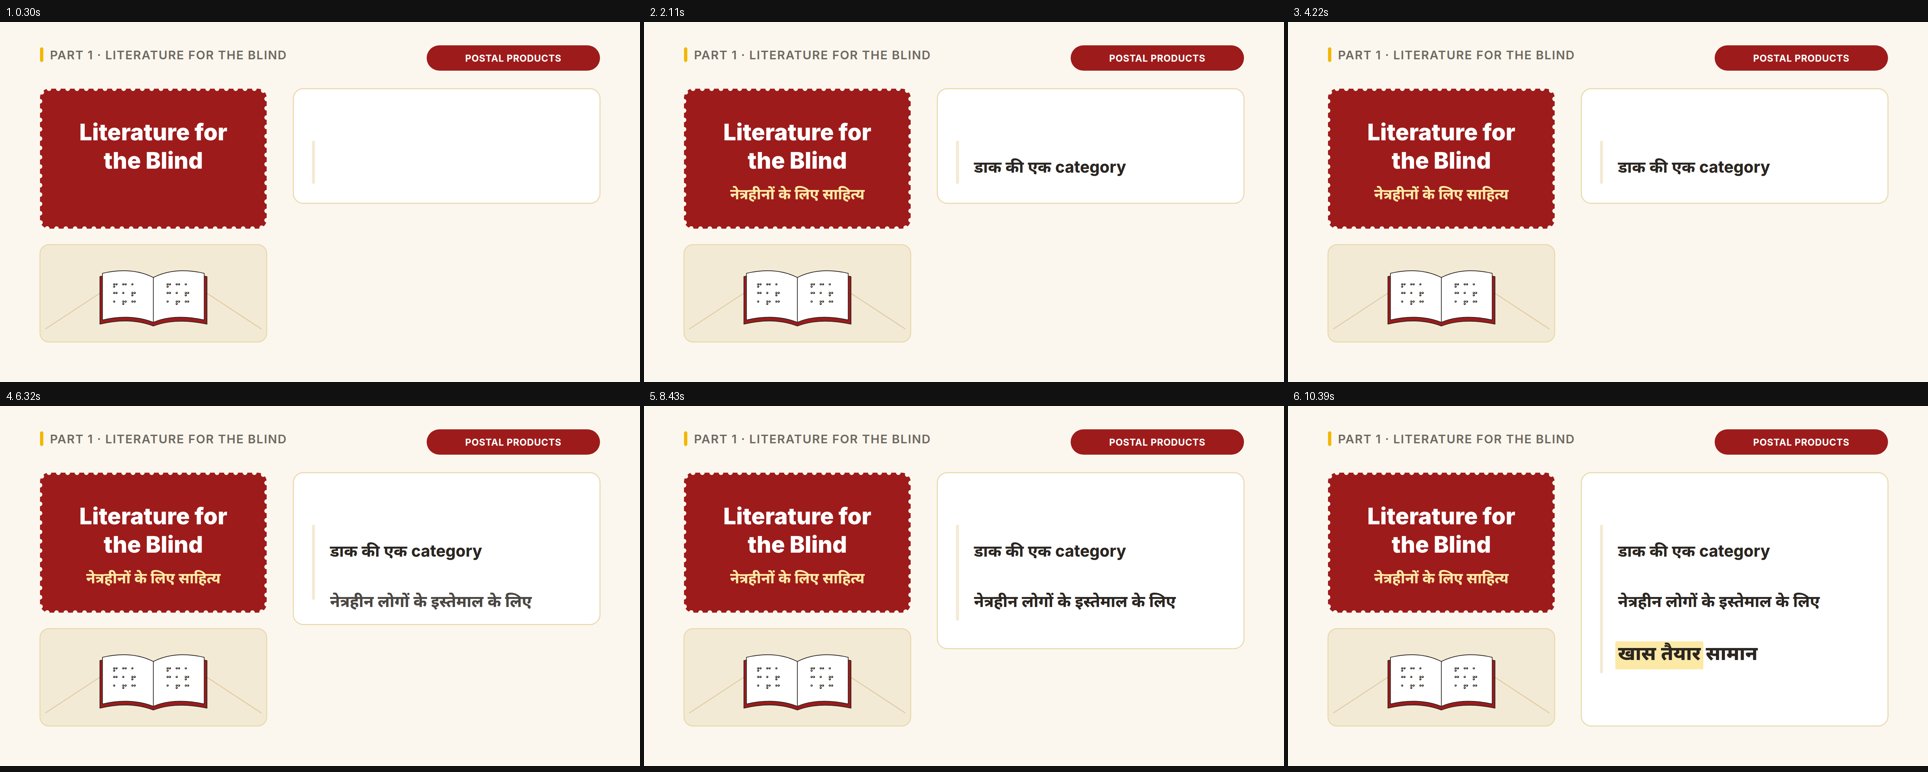 1. 0.30s
PART 1 · LITERATURE FOR THE BLIND
POSTAL PRODUCTS
Literature for
the Blind
2. 2.11s
PART 1 · LITERATURE FOR THE BLIND
POSTAL PRODUCTS
Literature for
the Blind
नेत्रहीनों के लिए साहित्य
डाक की एक category
3. 4.22s
PART 1 · LITERATURE FOR THE BLIND
POSTAL PRODUCTS
Literature for
the Blind
नेत्रहीनों के लिए साहित्य
डाक की एक category
4. 6.32s
PART 1 · LITERATURE FOR THE BLIND
POSTAL PRODUCTS
Literature for
the Blind
नेत्रहीनों के लिए साहित्य
डाक की एक category
नेत्रहीन लोगों के इस्तेमाल के लिए
5. 8.43s
PART 1 · LITERATURE FOR THE BLIND
POSTAL PRODUCTS
Literature for
the Blind
नेत्रहीनों के लिए साहित्य
डाक की एक category
नेत्रहीन लोगों के इस्तेमाल के लिए
6. 10.39s
PART 1 · LITERATURE FOR THE BLIND
POSTAL PRODUCTS
Literature for
the Blind
नेत्रहीनों के लिए साहित्य
डाक की एक category
नेत्रहीन लोगों के इस्तेमाल के लिए
खास तैयार सामान